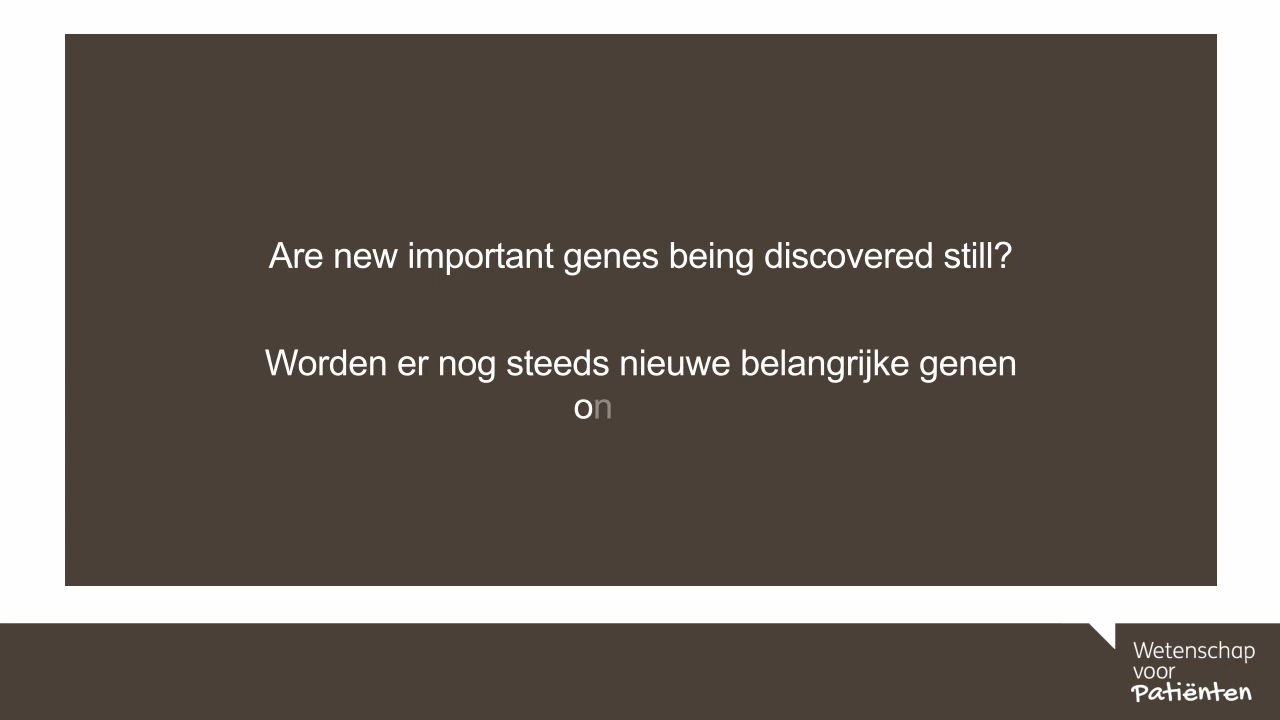 Are new important genes being discovered still?
Worden er nog steeds nieuwe belangrijke genen
on
Wetenschap
voor
Patiënten